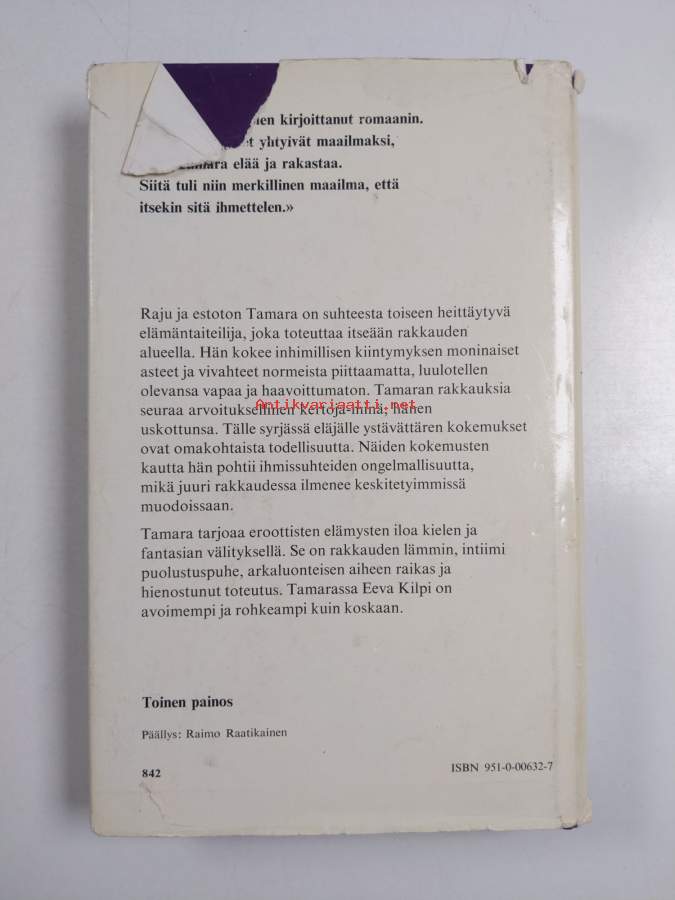 kirjoittanut romaanin.
yhtyivät maailmaksi,
elää ja rakastaa.
Siitä tuli niin merkillinen maailma, että
itsekin sitä ihmettelen.»
Raju ja estoton Tamara on suhteesta toiseen heittäytyvä
elämäntaiteilija, joka toteuttaa itseään rakkauden
alueella. Hän kokee inhimillisen kiintymyksen moninaiset
asteet ja vivahteet normeista piittaamatta, luulotellen
olevansa vapaa ja haavoittumaton. Tamaran rakkauksia
Antikvariaatti.net
seuraa arvoituksellinen kertoja-minä, hänen
uskottunsa. Tälle syrjässä eläjälle ystävättären kokemukset
ovat omakohtaista todellisuutta. Näiden kokemusten
kautta hän pohtii ihmissuhteiden ongelmallisuutta,
mikä juuri rakkaudessa ilmenee keskitetyimmissä
muodoissaan.
Tamara tarjoaa eroottisten elämysten iloa kielen ja
fantasian välityksellä. Se on rakkauden lämmin, intiimi
puolustuspuhe, arkaluonteisen aiheen raikas ja
hienostunut toteutus. Tamarassa Eeva Kilpi on
avoimempi ja rohkeampi kuin koskaan.
Toinen painos
Päällys: Raimo Raatikainen
842
ISBN 951-0-00632-7